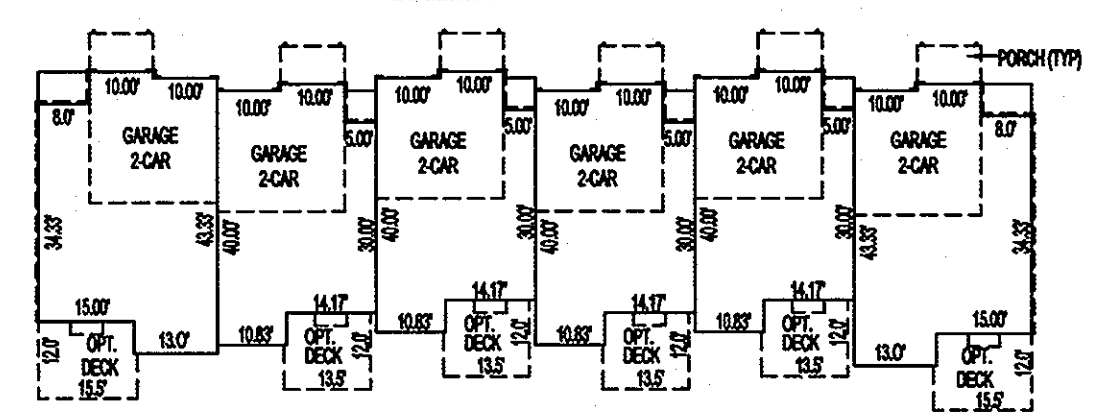 PORCH (TYP)
10.00' 10.00' 10.00' 10.00' 10.00' 10.00' 10.00' 10.00' 10.00' 10.00' 10.00' 10.00'
8.0' 5.00' 5.00' 5.00' 5.00' 8.0'
GARAGE
2-CAR
GARAGE
2-CAR
GARAGE
2-CAR
GARAGE
2-CAR
GARAGE
2-CAR
GARAGE
2-CAR
34.33' 43.33' 40.00' 30.00' 40.00' 30.00' 40.00' 30.00' 40.00' 30.00' 43.33' 34.33'
15.00' 14.17' 14.17' 14.17' 14.17' 15.00'
13.0' 10.83' 10.83' 10.83' 10.83' 13.0'
12.0' OPT.
DECK
15.5'
OPT.
DECK
12.0'
13.5'
OPT.
DECK
12.0'
13.5'
OPT.
DECK
12.0'
13.5'
OPT.
DECK
12.0'
13.5'
OPT.
DECK
12.0'
15.5'